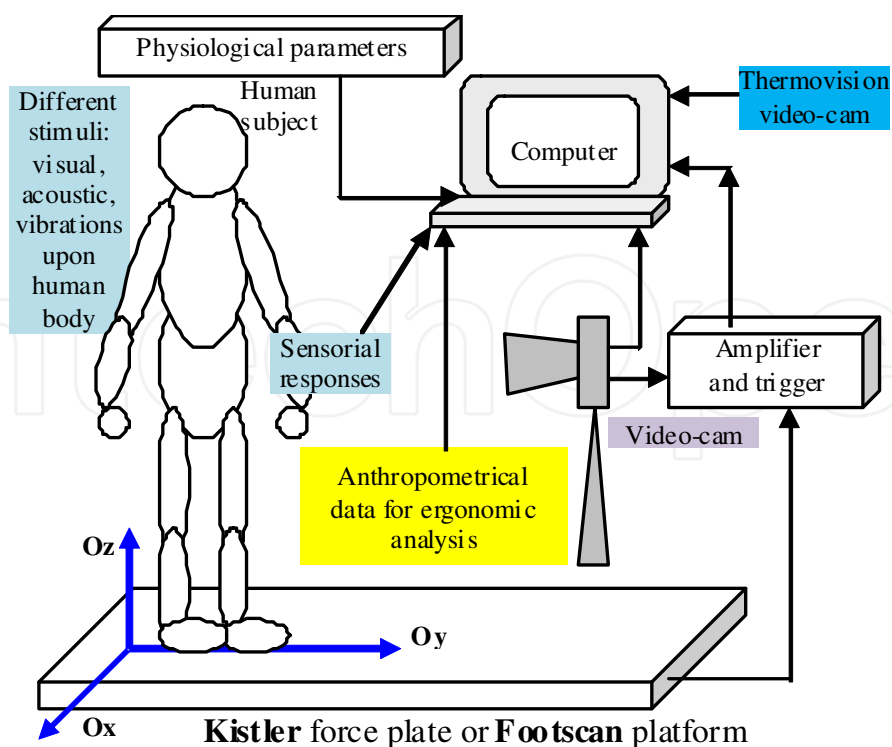 Physiological parameters
Human
subject
Different
stimuli:
visual,
acoustic,
vibrations
upon
human
body
Computer
Thermovision
video-cam
Sensorial
responses
Amplifier
and trigger
Video-cam
Anthropometrical
data for ergonomic
analysis
Oz
Oy
Ox
Kistler force plate or Footscan platform